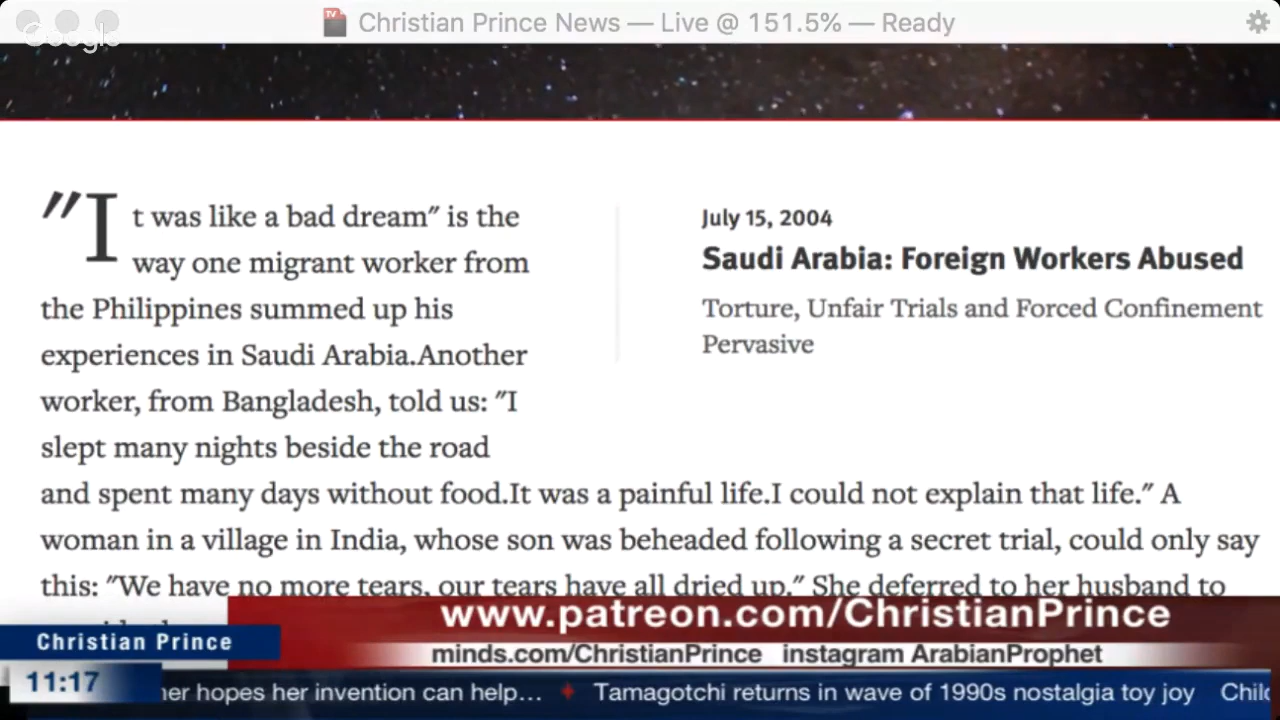 Christian Prince News — Live @ 151.5% — Ready
Google
"It was like a bad dream" is the
way one migrant worker from
the Philippines summed up his
experiences in Saudi Arabia.Another
worker, from Bangladesh, told us: "I
slept many nights beside the road
and spent many days without food.It was a painful life.I could not explain that life." A
woman in a village in India, whose son was beheaded following a secret trial, could only say
this: "We have no more tears, our tears have all dried up." She deferred to her husband to
July 15, 2004
Saudi Arabia: Foreign Workers Abused
Torture, Unfair Trials and Forced Confinement
Pervasive
www.patreon.com/ChristianPrince
Christian Prince
minds.com/ChristianPrince instagram ArabianProphet
11:17
her hopes her invention can help... Tamagotchi returns in wave of 1990s nostalgia toy joy